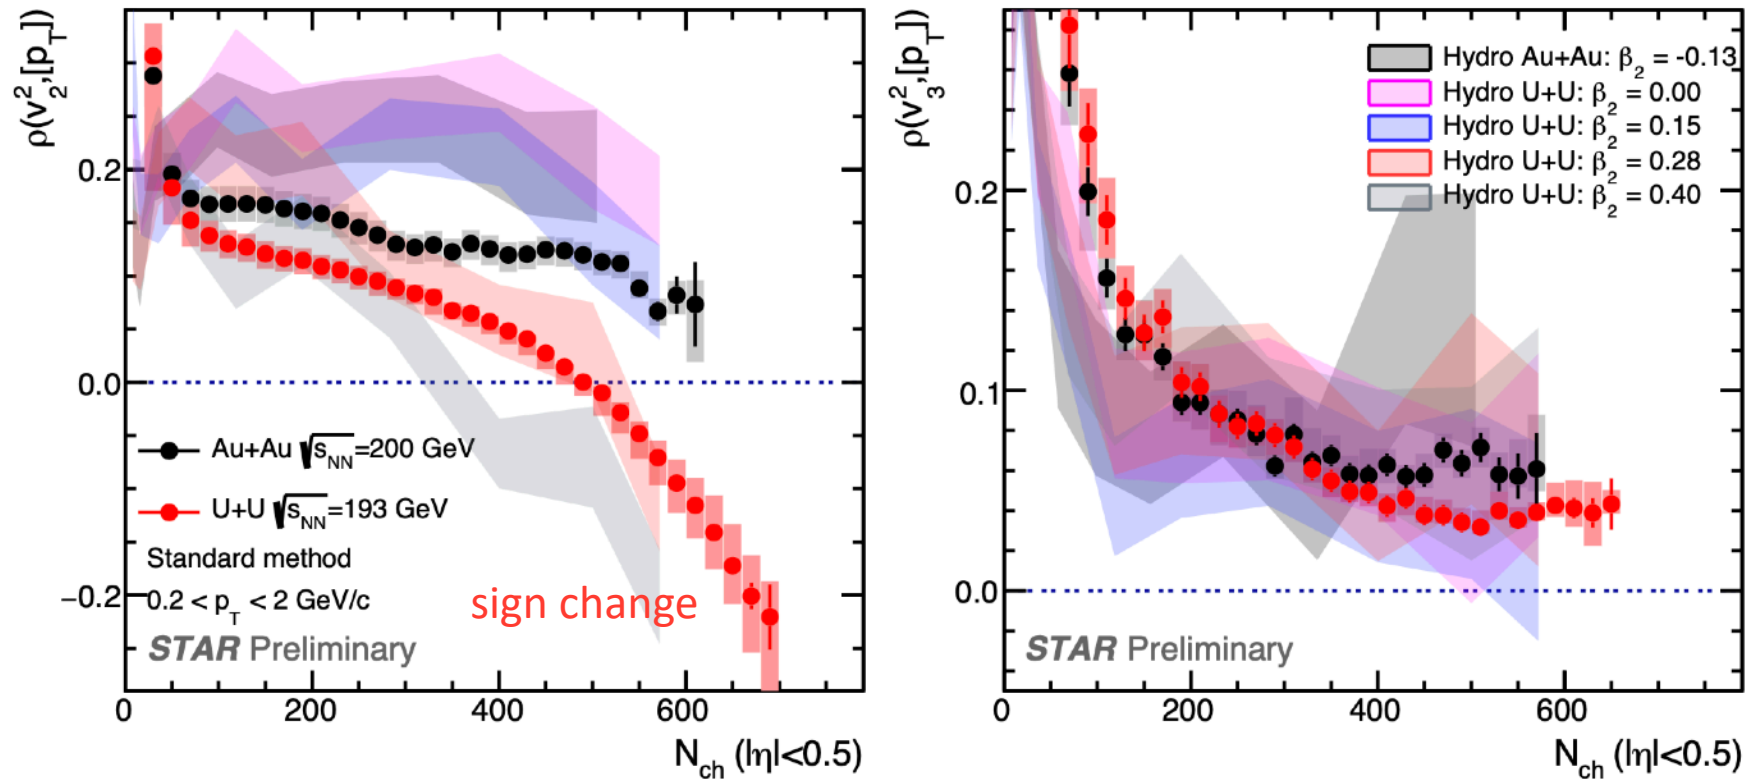 ρ(v₂²,[p_T])
0.2
0.0
−0.2
Au+Au √s_NN=200 GeV
U+U √s_NN=193 GeV
Standard method
0.2 < p_T < 2 GeV/c
sign change
STAR Preliminary
0 200 400 600
N_ch (|η|<0.5)
ρ(v₃²,[p_T])
0.2
0.1
0.0
Hydro Au+Au: β₂ = -0.13
Hydro U+U: β₂ = 0.00
Hydro U+U: β₂ = 0.15
Hydro U+U: β₂ = 0.28
Hydro U+U: β₂ = 0.40
STAR Preliminary
0 200 400 600
N_ch (|η|<0.5)